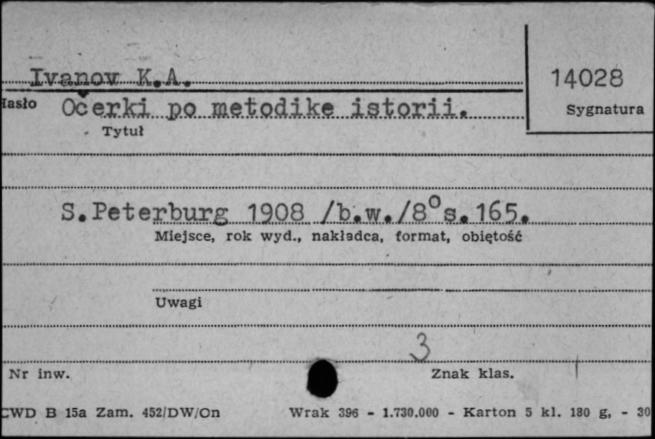 Ivanov K.A.
14028
Hasło
Očerki po metodike istorii.
Sygnatura
Tytuł
S.Peterburg 1908 /b.w./8°s.165.
Miejsce, rok wyd., nakładca, format, obiętość
Uwagi
3
Nr inw.
Znak klas.
CWD B 15a Zam. 452/DW/On Wrak 396 - 1.730.000 - Karton 5 kl. 180 g. - 30